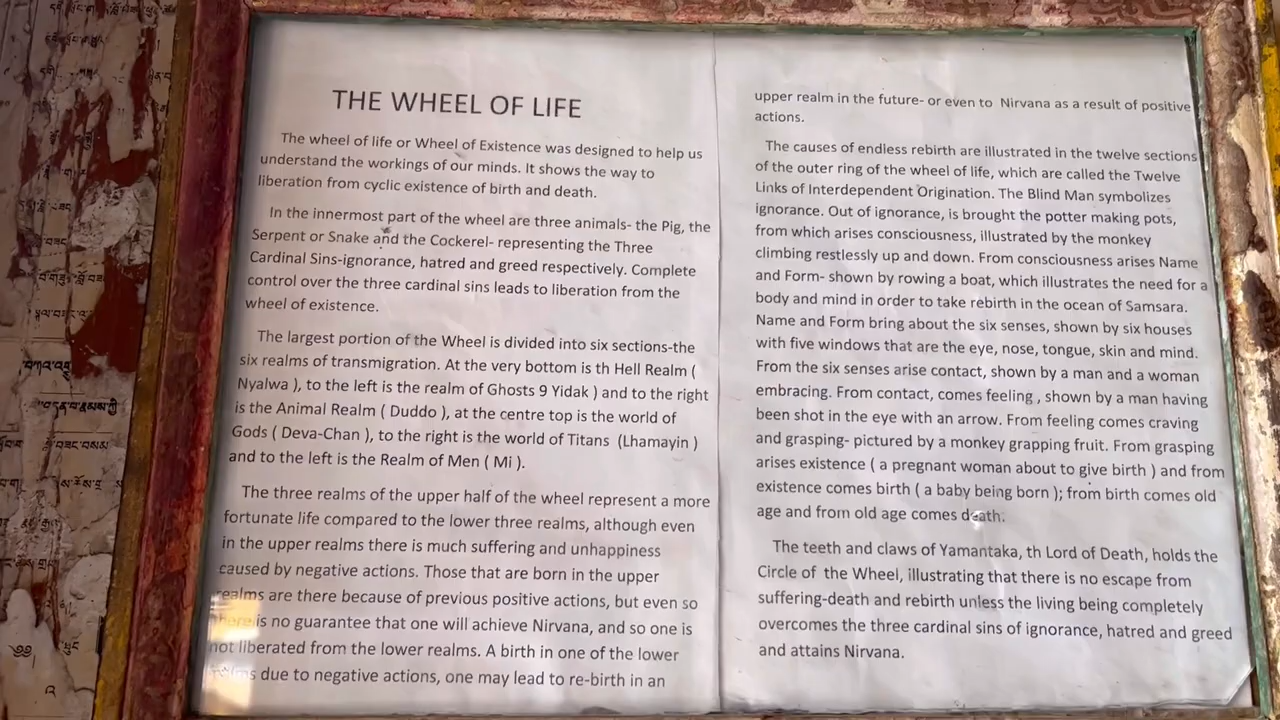 THE WHEEL OF LIFE
The wheel of life or Wheel of Existence was designed to help us
understand the workings of our minds. It shows the way to
liberation from cyclic existence of birth and death.
In the innermost part of the wheel are three animals- the Pig, the
Serpent or Snake and the Cockerel- representing the Three
Cardinal Sins-ignorance, hatred and greed respectively. Complete
control over the three cardinal sins leads to liberation from the
wheel of existence.
The largest portion of the Wheel is divided into six sections-the
six realms of transmigration. At the very bottom is th Hell Realm (
Nyalwa ), to the left is the realm of Ghosts 9 Yidak ) and to the right
is the Animal Realm ( Duddo ), at the centre top is the world of
Gods ( Deva-Chan ), to the right is the world of Titans (Lhamayin )
and to the left is the Realm of Men ( Mi ).
The three realms of the upper half of the wheel represent a more
fortunate life compared to the lower three realms, although even
in the upper realms there is much suffering and unhappiness
caused by negative actions. Those that are born in the upper
realms are there because of previous positive actions, but even so
there is no guarantee that one will achieve Nirvana, and so one is
not liberated from the lower realms. A birth in one of the lower
realms due to negative actions, one may lead to re-birth in an
upper realm in the future- or even to Nirvana as a result of positive
actions.
The causes of endless rebirth are illustrated in the twelve sections
of the outer ring of the wheel of life, which are called the Twelve
Links of Interdependent Origination. The Blind Man symbolizes
ignorance. Out of ignorance, is brought the potter making pots,
from which arises consciousness, illustrated by the monkey
climbing restlessly up and down. From consciousness arises Name
and Form- shown by rowing a boat, which illustrates the need for a
body and mind in order to take rebirth in the ocean of Samsara.
Name and Form bring about the six senses, shown by six houses
with five windows that are the eye, nose, tongue, skin and mind.
From the six senses arise contact, shown by a man and a woman
embracing. From contact, comes feeling , shown by a man having
been shot in the eye with an arrow. From feeling comes craving
and grasping- pictured by a monkey grapping fruit. From grasping
arises existence ( a pregnant woman about to give birth ) and from
existence comes birth ( a baby being born ); from birth comes old
age and from old age comes death.
The teeth and claws of Yamantaka, th Lord of Death, holds the
Circle of the Wheel, illustrating that there is no escape from
suffering-death and rebirth unless the living being completely
overcomes the three cardinal sins of ignorance, hatred and greed
and attains Nirvana.